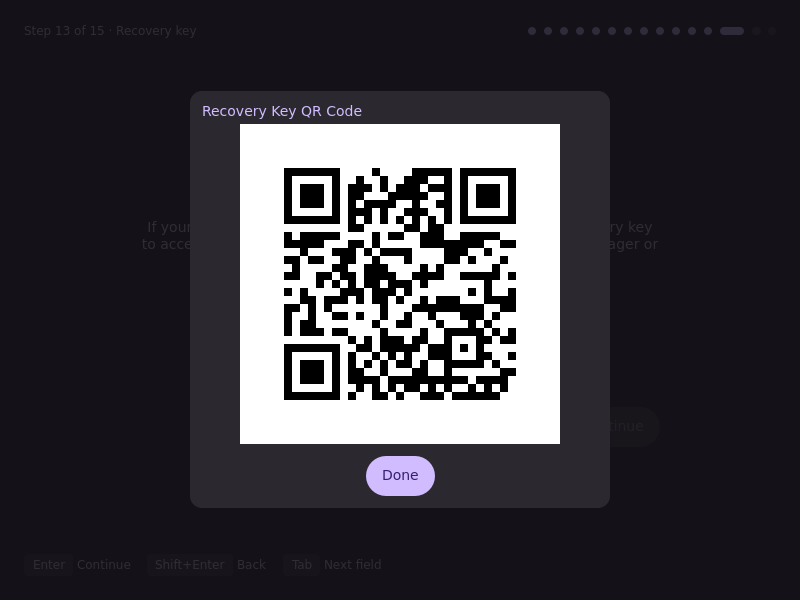 Step 13 of 15 · Recovery key
Recovery Key QR Code
If your
ry key
to acce
ager or
tinue
Done
Enter Continue Shift+Enter Back Tab Next field